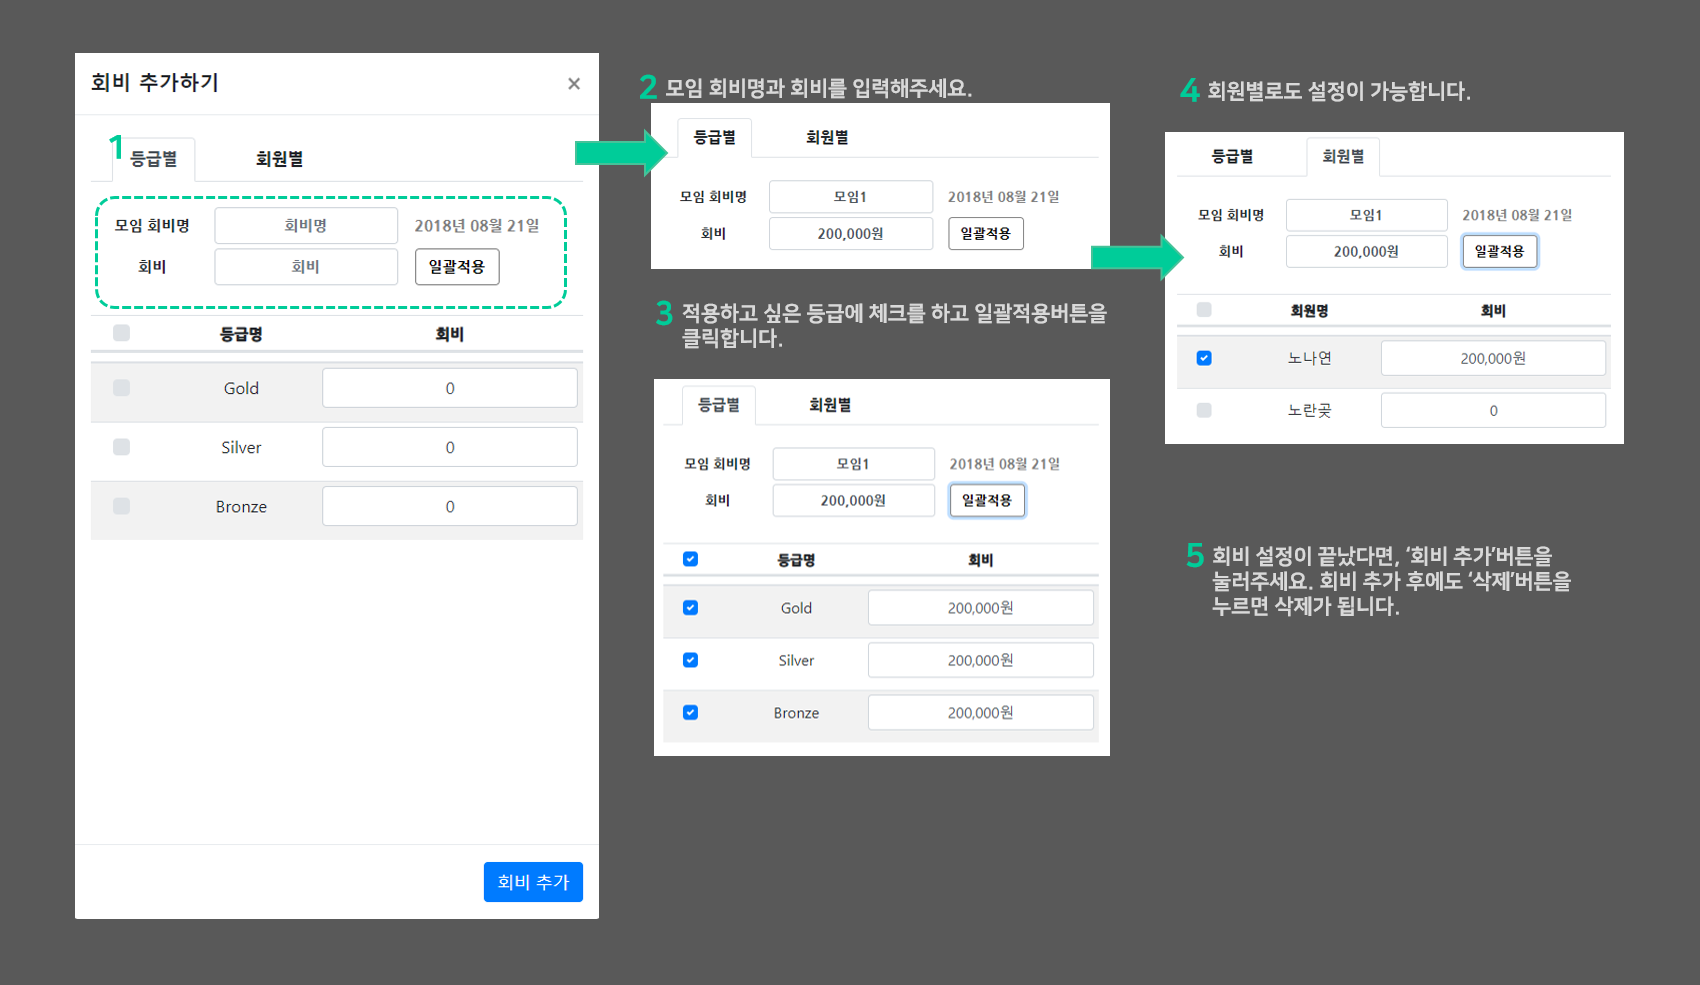 회비 추가하기 ×
1
등급별 회원별
모임 회비명 회비명 2018년 08월 21일
회비 회비 일괄적용
등급명 회비
Gold 0
Silver 0
Bronze 0
회비 추가
2 모임 회비명과 회비를 입력해주세요.
등급별 회원별
모임 회비명 모임1 2018년 08월 21일
회비 200,000원 일괄적용
3 적용하고 싶은 등급에 체크를 하고 일괄적용버튼을
클릭합니다.
등급별 회원별
모임 회비명 모임1 2018년 08월 21일
회비 200,000원 일괄적용
등급명 회비
Gold 200,000원
Silver 200,000원
Bronze 200,000원
4 회원별로도 설정이 가능합니다.
등급별 회원별
모임 회비명 모임1 2018년 08월 21일
회비 200,000원 일괄적용
회원명 회비
노나연 200,000원
노란곷 0
5 회비 설정이 끝났다면, ‘회비 추가’버튼을
눌러주세요. 회비 추가 후에도 ‘삭제’버튼을
누르면 삭제가 됩니다.